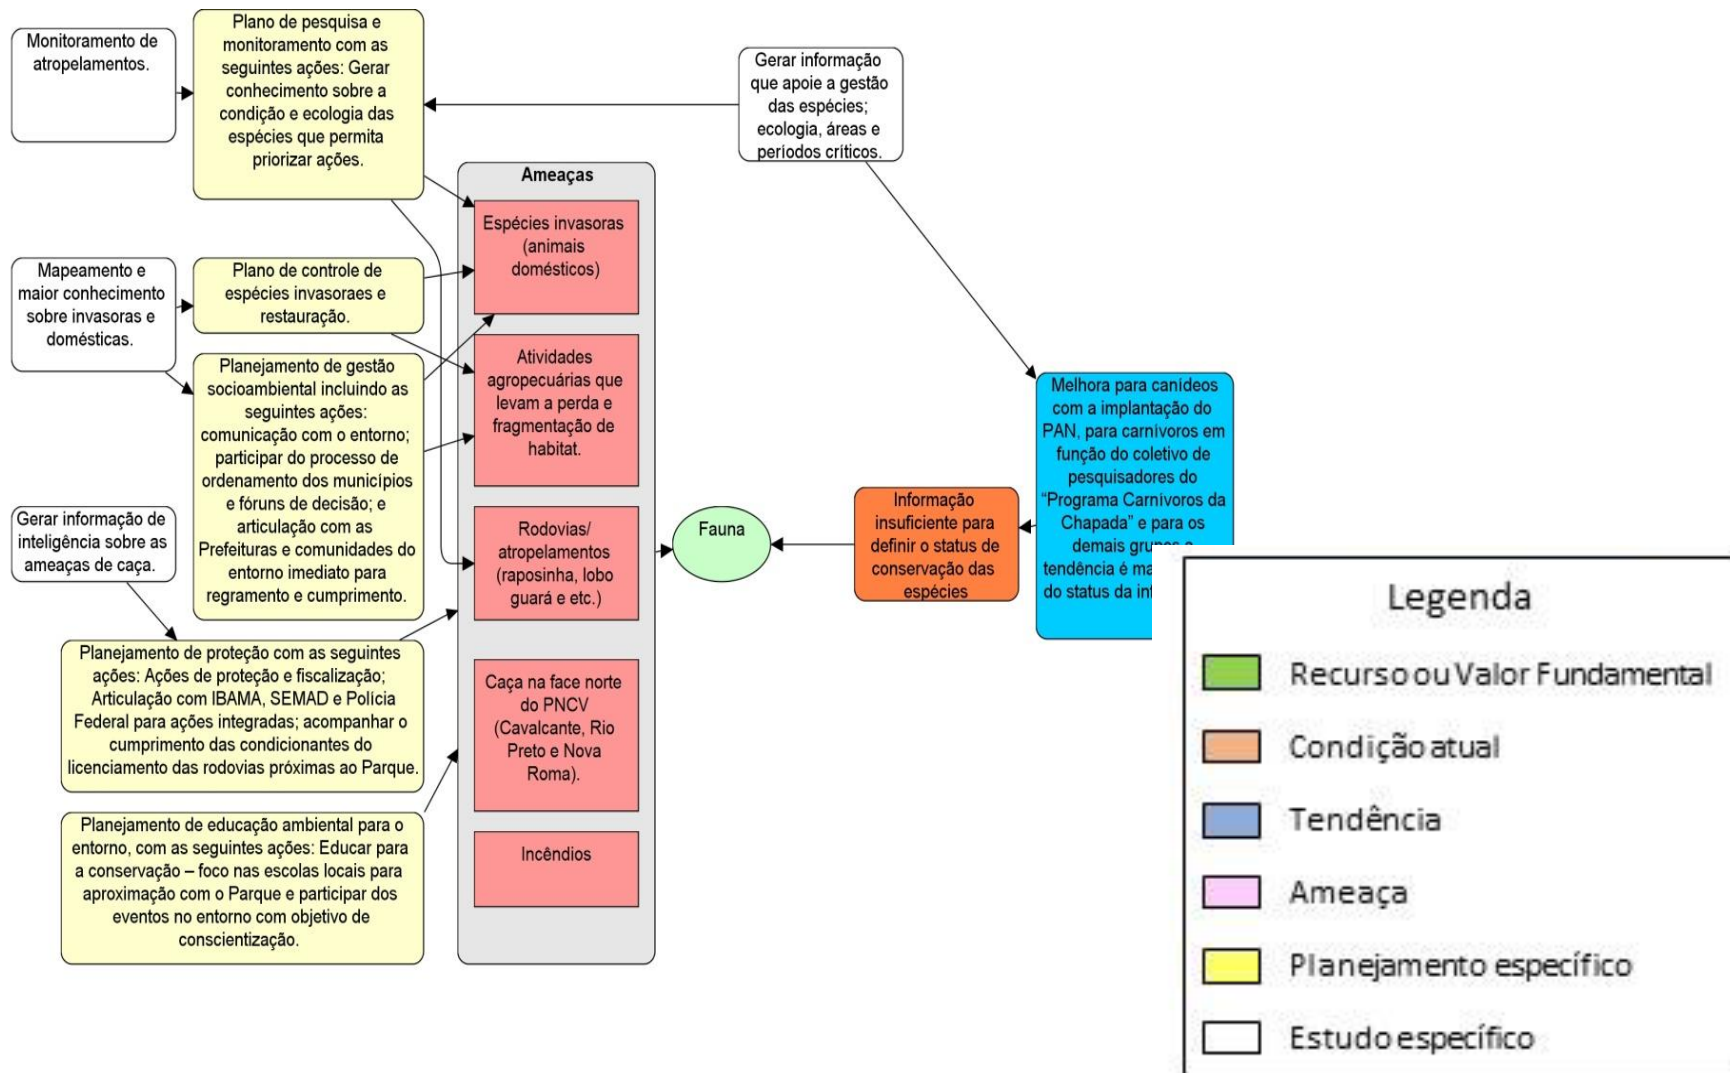 Monitoramento de
atropelamentos.
Plano de pesquisa e
monitoramento com as
seguintes ações: Gerar
conhecimento sobre a
condição e ecologia das
espécies que permita
priorizar ações.
Gerar informação
que apoie a gestão
das espécies;
ecologia, áreas e
períodos críticos.
Mapeamento e
maior conhecimento
sobre invasoras e
domésticas.
Plano de controle de
espécies invasoraes e
restauração.
Planejamento de gestão
socioambiental incluindo as
seguintes ações:
comunicação com o entorno;
participar do processo de
ordenamento dos municípios
e fóruns de decisão; e
articulação com as
Prefeituras e comunidades do
entorno imediato para
regramento e cumprimento.
Gerar informação de
inteligência sobre as
ameaças de caça.
Planejamento de proteção com as seguintes
ações: Ações de proteção e fiscalização;
Articulação com IBAMA, SEMAD e Polícia
Federal para ações integradas; acompanhar o
cumprimento das condicionantes do
licenciamento das rodovias próximas ao Parque.
Planejamento de educação ambiental para o
entorno, com as seguintes ações: Educar para
a conservação – foco nas escolas locais para
aproximação com o Parque e participar dos
eventos no entorno com objetivo de
conscientização.
Ameaças
Espécies invasoras
(animais
domésticos)
Atividades
agropecuárias que
levam a perda e
fragmentação de
habitat.
Rodovias/
atropelamentos
(raposinha, lobo
guará e etc.)
Caça na face norte
do PNCV
(Cavalcante, Rio
Preto e Nova
Roma).
Incêndios
Fauna
Informação
insuficiente para
definir o status de
conservação das
espécies
Melhora para canídeos
com a implantação do
PAN, para carnívoros em
função do coletivo de
pesquisadores do
“Programa Carnívoros da
Chapada” e para os
demais
tendência é
do status da
Legenda
Recurso ou Valor Fundamental
Condição atual
Tendência
Ameaça
Planejamento específico
Estudo específico